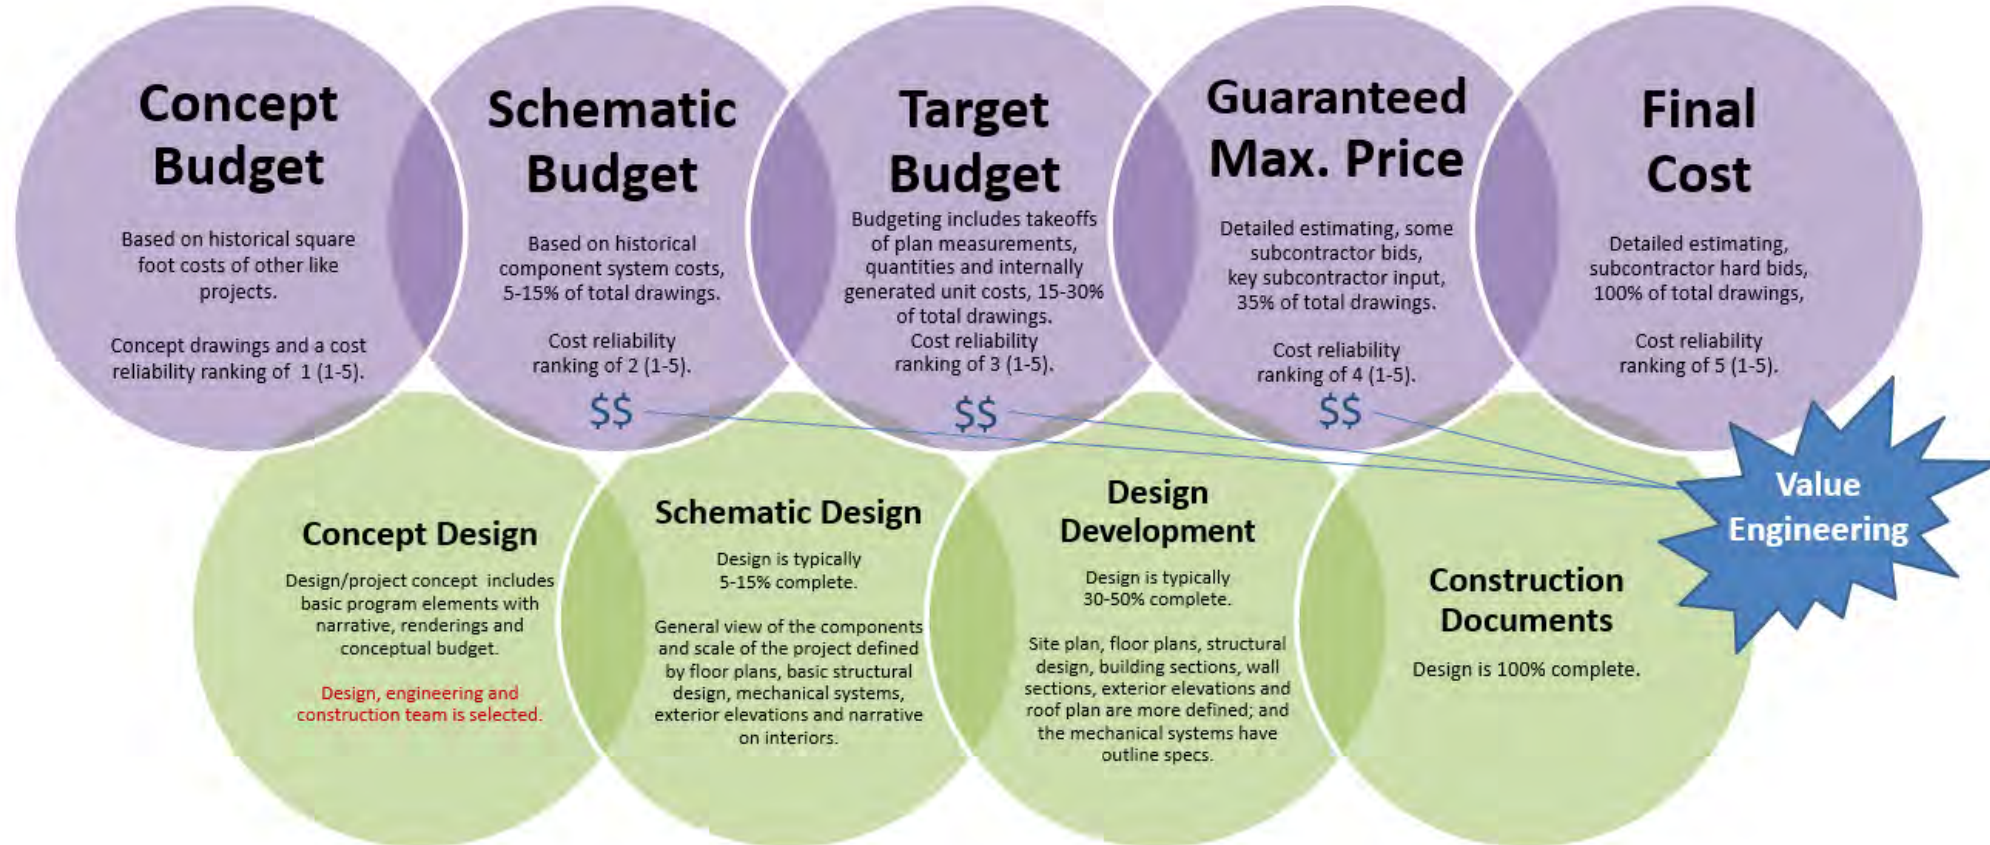 Concept
Budget
Based on historical square
foot costs of other like
projects.
Concept drawings and a cost
reliability ranking of 1 (1-5).
Schematic
Budget
Based on historical
component system costs,
5-15% of total drawings.
Cost reliability
ranking of 2 (1-5).
$$
Target
Budget
Budgeting includes takeoffs
of plan measurements,
quantities and internally
generated unit costs, 15-30%
of total drawings.
Cost reliability
ranking of 3 (1-5).
$$
Guaranteed
Max. Price
Detailed estimating, some
subcontractor bids,
key subcontractor input,
35% of total drawings.
Cost reliability
ranking of 4 (1-5).
$$
Final
Cost
Detailed estimating,
subcontractor hard bids,
100% of total drawings,
Cost reliability
ranking of 5 (1-5).
Value
Engineering
Concept Design
Design/project concept includes
basic program elements with
narrative, renderings and
conceptual budget.
Design, engineering and
construction team is selected.
Schematic Design
Design is typically
5-15% complete.
General view of the components
and scale of the project defined
by floor plans, basic structural
design, mechanical systems,
exterior elevations and narrative
on interiors.
Design
Development
Design is typically
30-50% complete.
Site plan, floor plans, structural
design, building sections, wall
sections, exterior elevations and
roof plan are more defined; and
the mechanical systems have
outline specs.
Construction
Documents
Design is 100% complete.